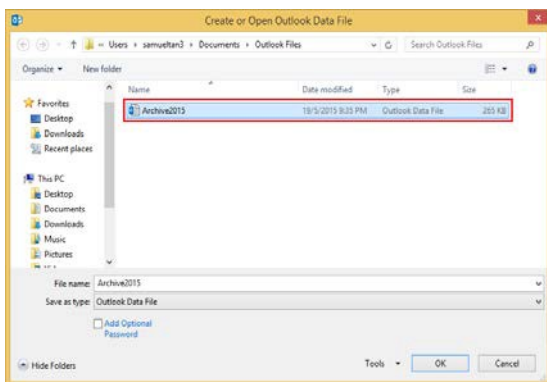 Create or Open Outlook Data File
« Users › samueltan3 › Documents › Outlook Files
Search Outlook Files
Organize
New folder
Name
Date modified
Type
Size
Favorites
Desktop
Downloads
Recent places
This PC
Desktop
Documents
Downloads
Music
Pictures
Archive2015
19/5/2015 9:35 PM
Outlook Data File
265 KB
File name: Archive2015
Save as type: Outlook Data File
Add Optional
Password
Hide Folders
Tools
OK
Cancel